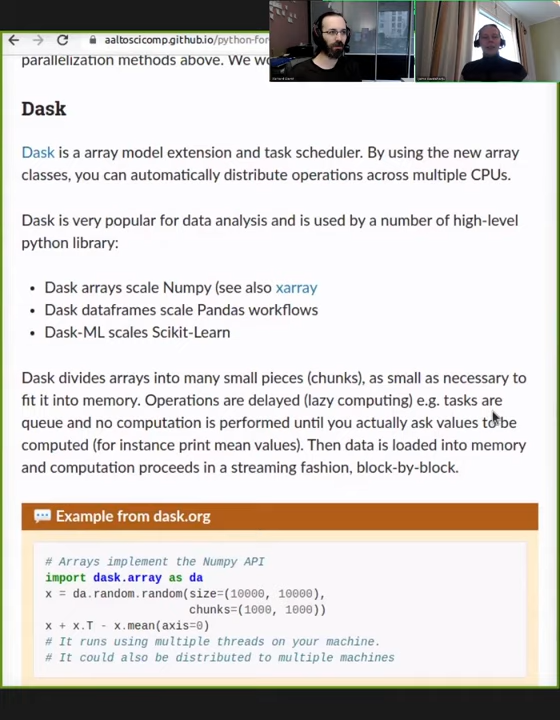 aaltoscicomp.github.io/python-for
parallelization methods above. We wo
Dask
Dask is a array model extension and task scheduler. By using the new array
classes, you can automatically distribute operations across multiple CPUs.
Dask is very popular for data analysis and is used by a number of high-level
python library:
• Dask arrays scale Numpy (see also xarray
• Dask dataframes scale Pandas workflows
• Dask-ML scales Scikit-Learn
Dask divides arrays into many small pieces (chunks), as small as necessary to
fit it into memory. Operations are delayed (lazy computing) e.g. tasks are
queue and no computation is performed until you actually ask values to be
computed (for instance print mean values). Then data is loaded into memory
and computation proceeds in a streaming fashion, block-by-block.
Example from dask.org
# Arrays implement the Numpy API
import dask.array as da
x = da.random.random(size=(10000, 10000),
chunks=(1000, 1000))
x + x.T - x.mean(axis=0)
# It runs using multiple threads on your machine.
# It could also be distributed to multiple machines